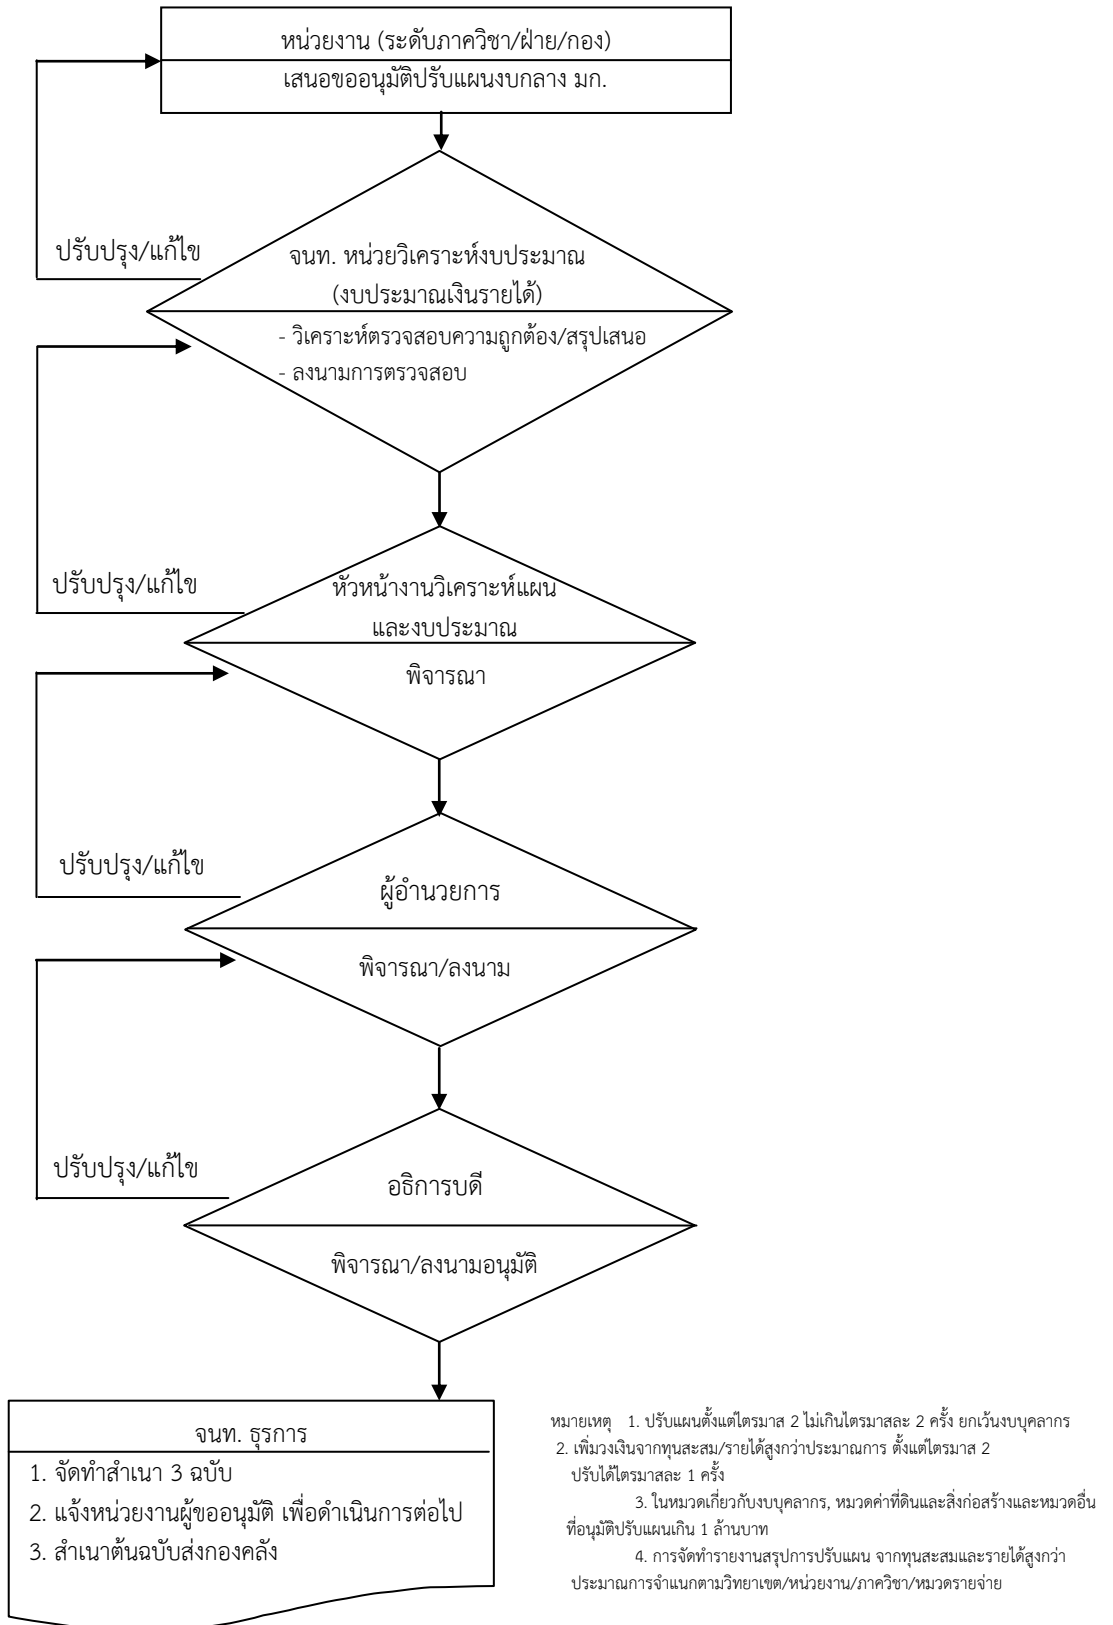 หน่วยงาน (ระดับภาควิชา/ฝ่าย/กอง)
เสนอขออนุมัติปรับแผนงบกลาง มก.
ปรับปรุง/แก้ไข
จนท. หน่วยวิเคราะห์งบประมาณ
(งบประมาณเงินรายได้)
- วิเคราะห์ตรวจสอบความถูกต้อง/สรุปเสนอ
- ลงนามการตรวจสอบ
ปรับปรุง/แก้ไข
หัวหน้างานวิเคราะห์แผน
และงบประมาณ
พิจารณา
ปรับปรุง/แก้ไข
ผู้อำนวยการ
พิจารณา/ลงนาม
ปรับปรุง/แก้ไข
อธิการบดี
พิจารณา/ลงนามอนุมัติ
จนท. ธุรการ
1. จัดทำสำเนา 3 ฉบับ
2. แจ้งหน่วยงานผู้ขออนุมัติ เพื่อดำเนินการต่อไป
3. สำเนาต้นฉบับส่งกองคลัง
หมายเหตุ 1. ปรับแผนตั้งแต่ไตรมาส 2 ไม่เกินไตรมาสละ 2 ครั้ง ยกเว้นงบบุคลากร
2. เพิ่มวงเงินจากทุนสะสม/รายได้สูงกว่าประมาณการ ตั้งแต่ไตรมาส 2
ปรับได้ไตรมาสละ 1 ครั้ง
3. ในหมวดเกี่ยวกับงบบุคลากร, หมวดค่าที่ดินและสิ่งก่อสร้างและหมวดอื่น
ที่อนุมัติปรับแผนเกิน 1 ล้านบาท
4. การจัดทำรายงานสรุปการปรับแผน จากทุนสะสมและรายได้สูงกว่า
ประมาณการจำแนกตามวิทยาเขต/หน่วยงาน/ภาควิชา/หมวดรายจ่าย